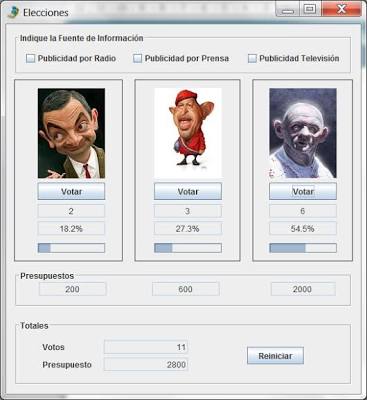 Elecciones
Indique la Fuente de Información
Publicidad por Radio Publicidad por Prensa Publicidad Televisión
Votar Votar Votar
2 3 6
18.2% 27.3% 54.5%
Presupuestos
200 600 2000
Totales
Votos 11
Presupuesto 2800
Reiniciar